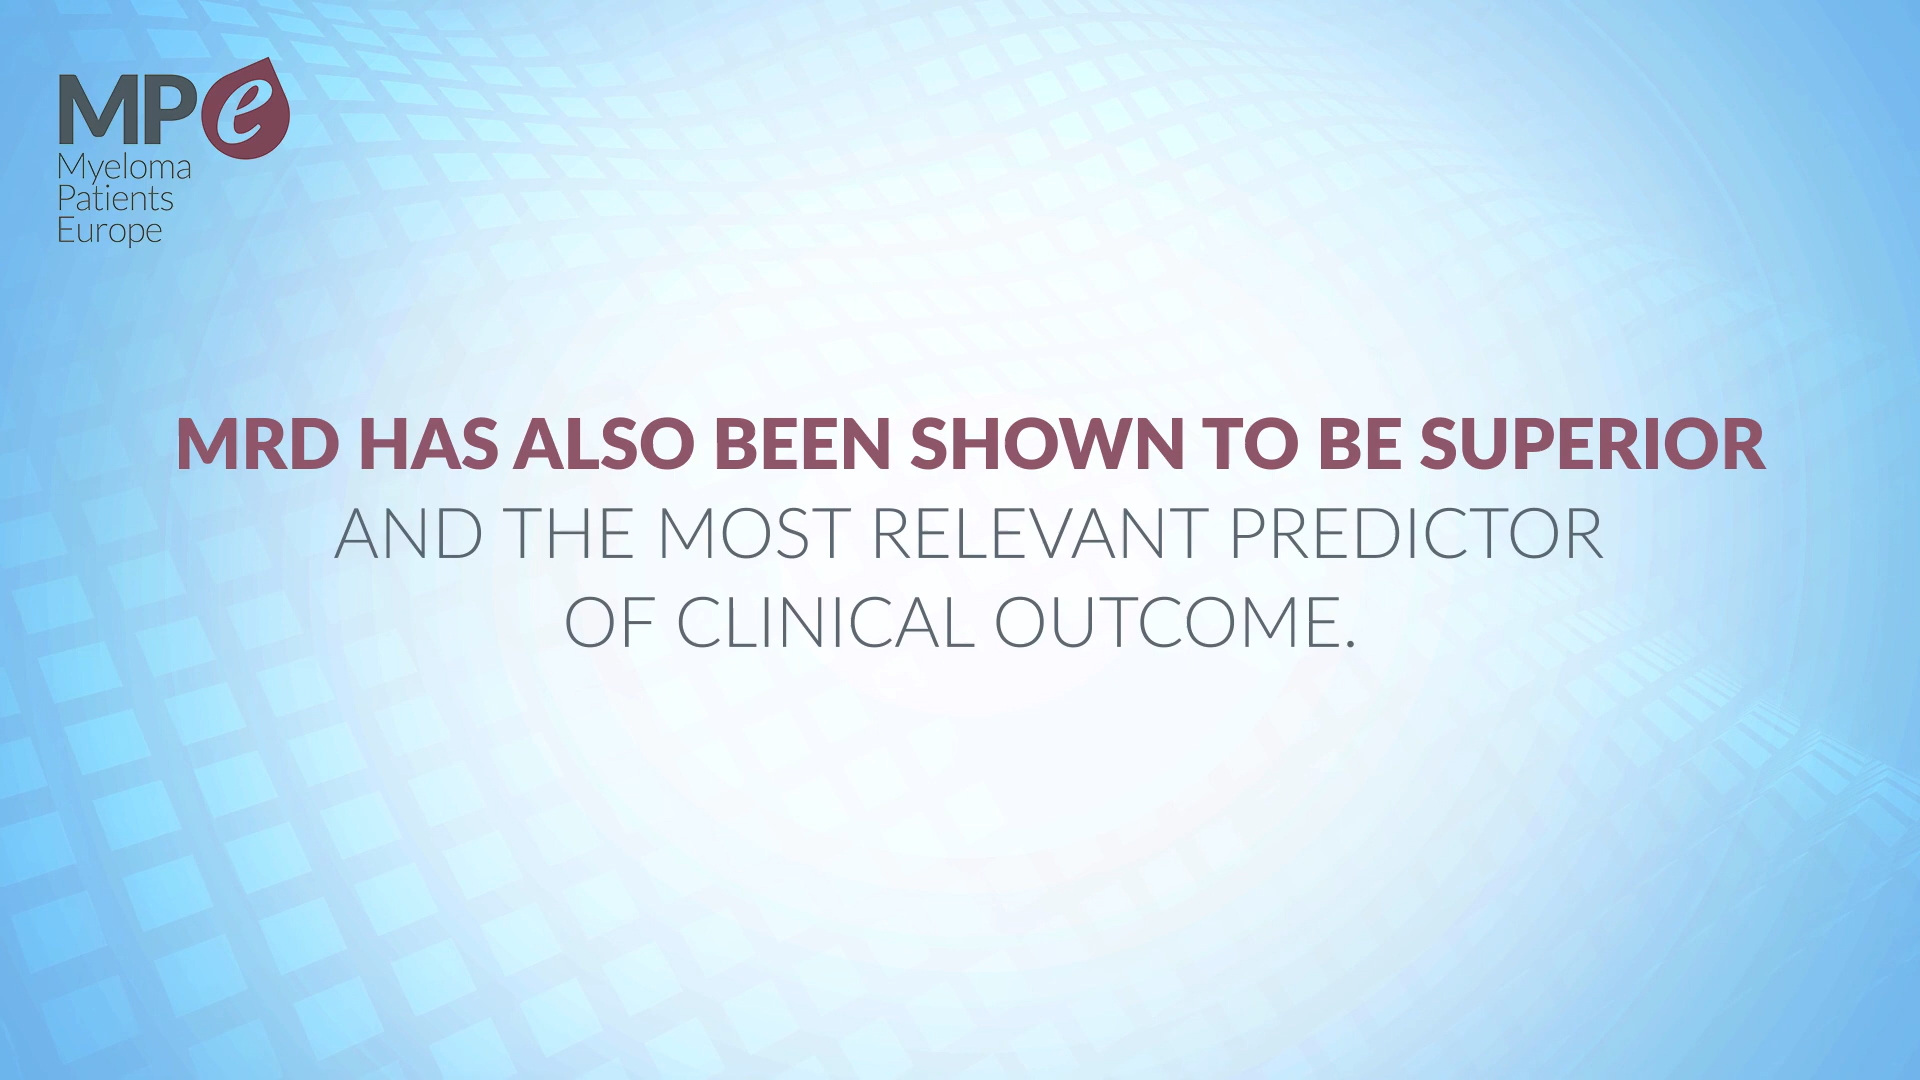 MPe
Myeloma
Patients
Europe
MRD HAS ALSO BEEN SHOWN TO BE SUPERIOR
AND THE MOST RELEVANT PREDICTOR
OF CLINICAL OUTCOME.